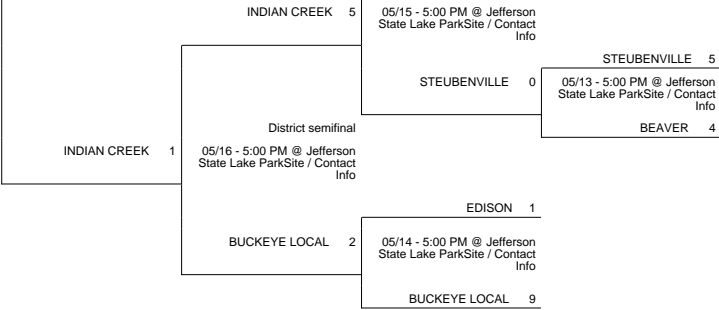 INDIAN CREEK 5
05/15 - 5:00 PM @ Jefferson
State Lake ParkSite / Contact
Info
STEUBENVILLE 5
STEUBENVILLE 0
05/13 - 5:00 PM @ Jefferson
State Lake ParkSite / Contact
Info
BEAVER 4
District semifinal
INDIAN CREEK 1
05/16 - 5:00 PM @ Jefferson
State Lake ParkSite / Contact
Info
EDISON 1
BUCKEYE LOCAL 2
05/14 - 5:00 PM @ Jefferson
State Lake ParkSite / Contact
Info
BUCKEYE LOCAL 9